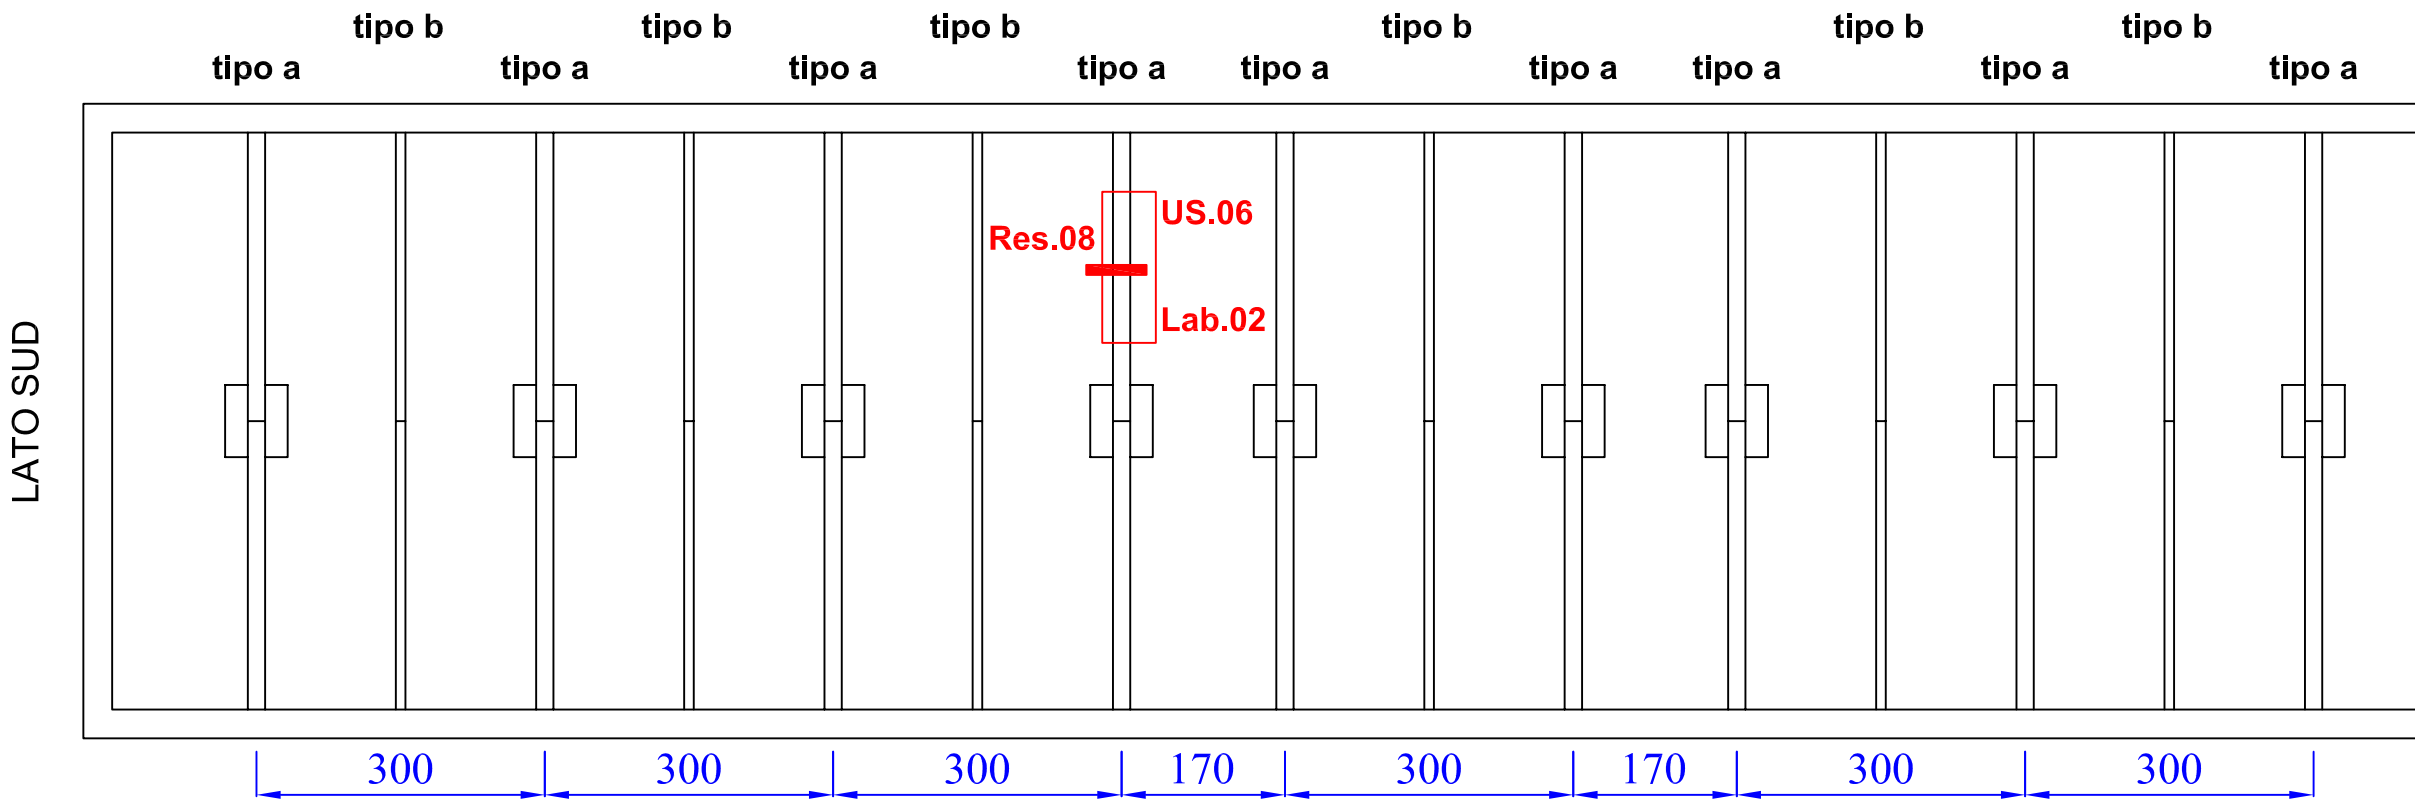 tipo b tipo b tipo b tipo b tipo b tipo b
tipo a tipo a tipo a tipo a tipo a tipo a tipo a tipo a tipo a
US.06
Res.08
Lab.02
LATO SUD
300 300 300 170 300 170 300 300